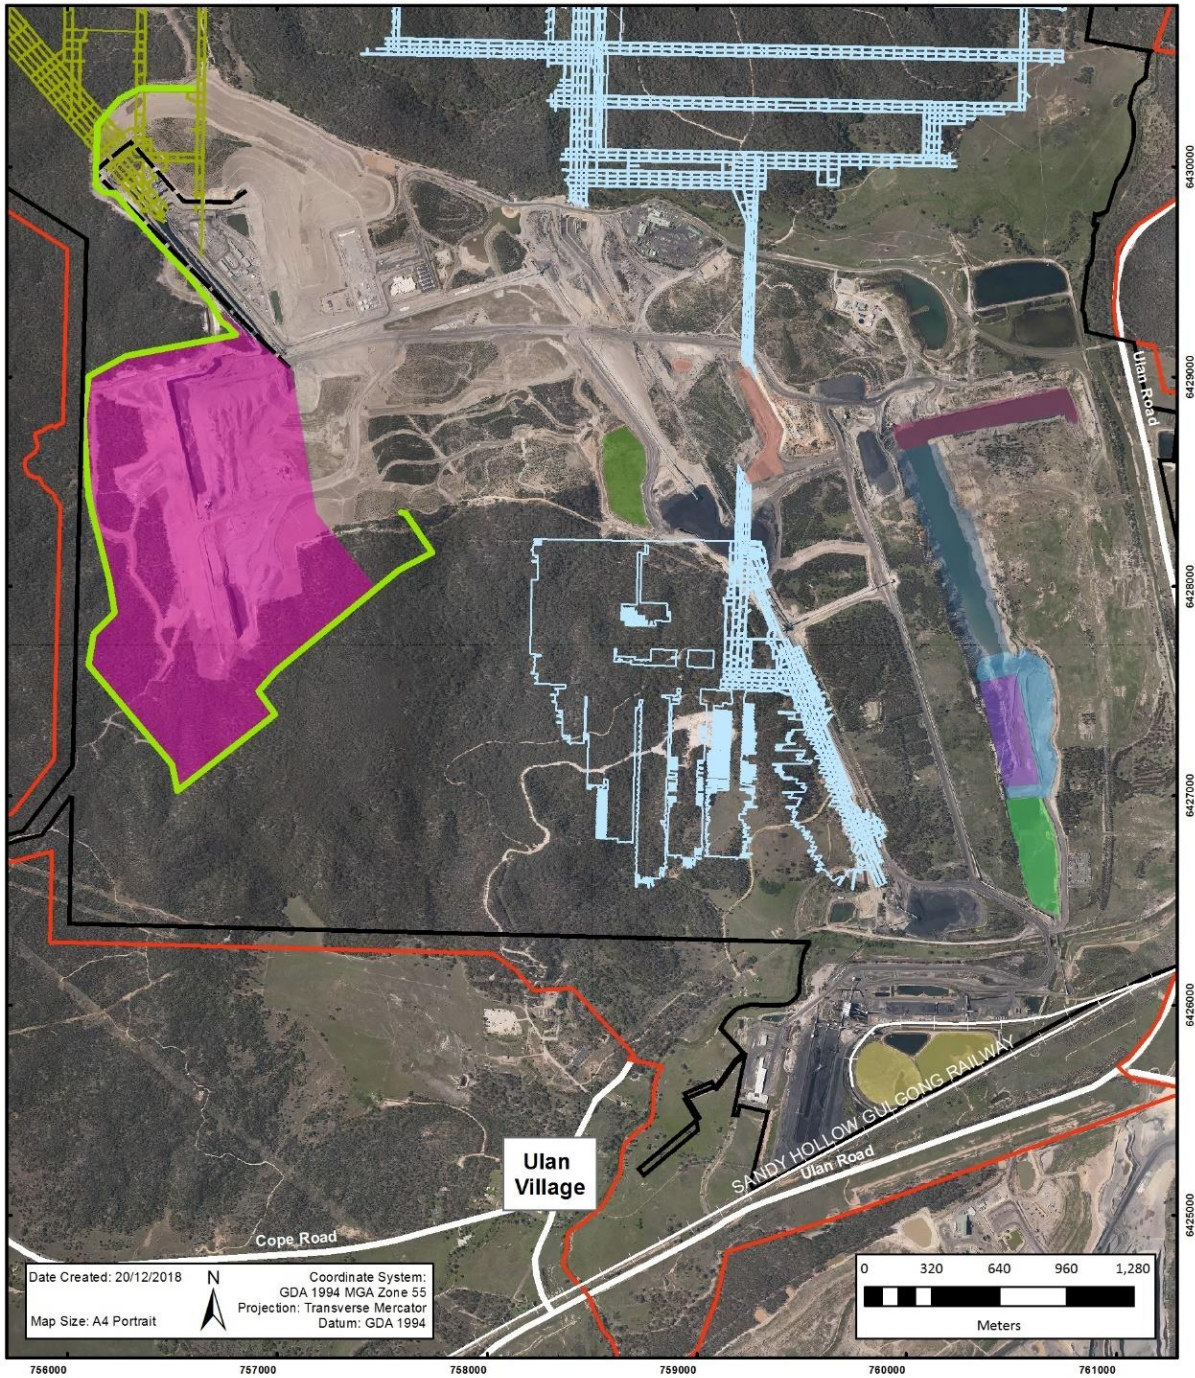 6430000
6429000
Ulan Road
6428000
6427000
6426000
SANDY HOLLOW GULGONG RAILWAY
Ulan Road
Ulan
Village
6425000
Cope Road
Date Created: 20/12/2018
Map Size: A4 Portrait
N
Coordinate System:
GDA 1994 MGA Zone 55
Projection: Transverse Mercator
Datum: GDA 1994
0 320 640 960 1,280
Meters
756000 757000 758000 759000 760000 761000